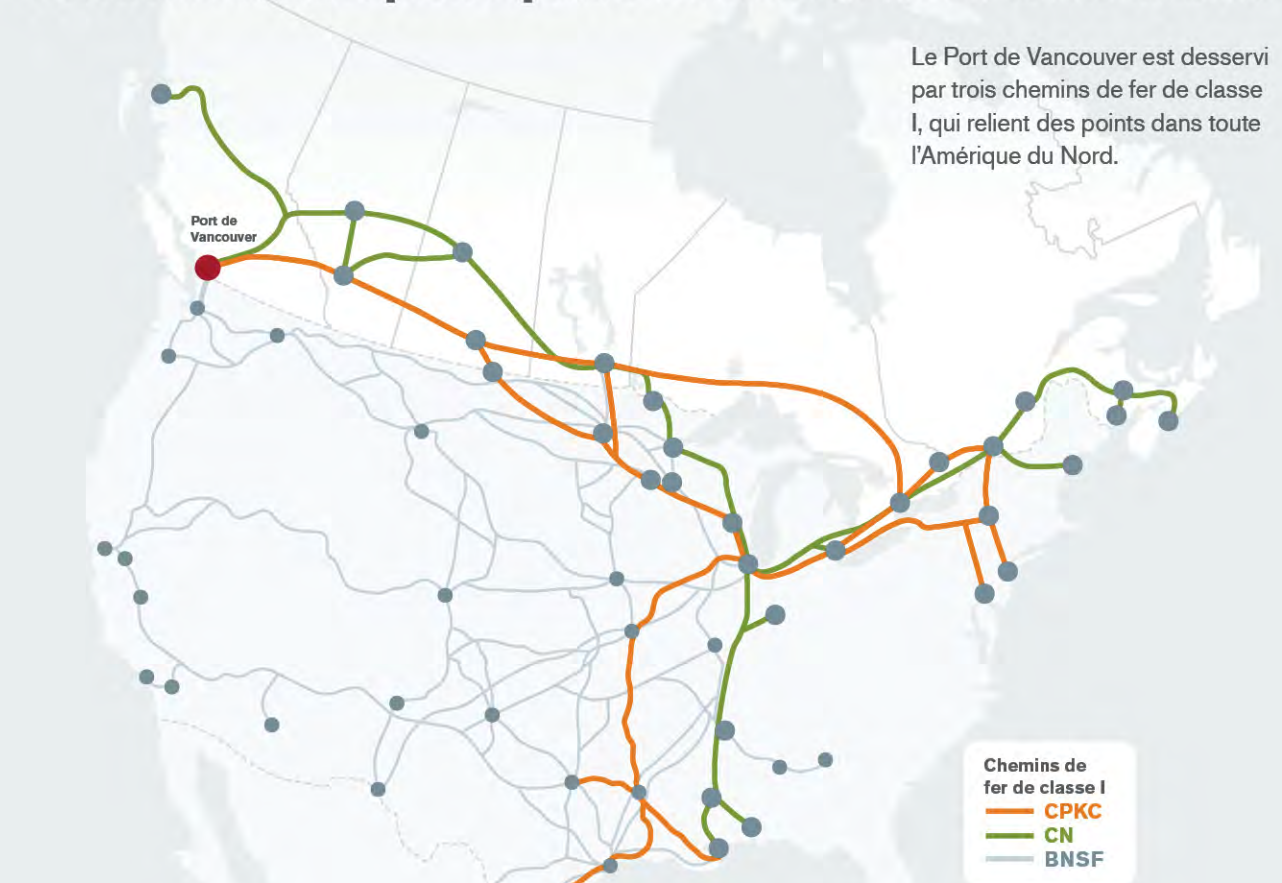 Le Port de Vancouver est desservi
par trois chemins de fer de classe
I, qui relient des points dans toute
l’Amérique du Nord.
Port de
Vancouver
Chemins de
fer de classe I
CPKC
CN
BNSF